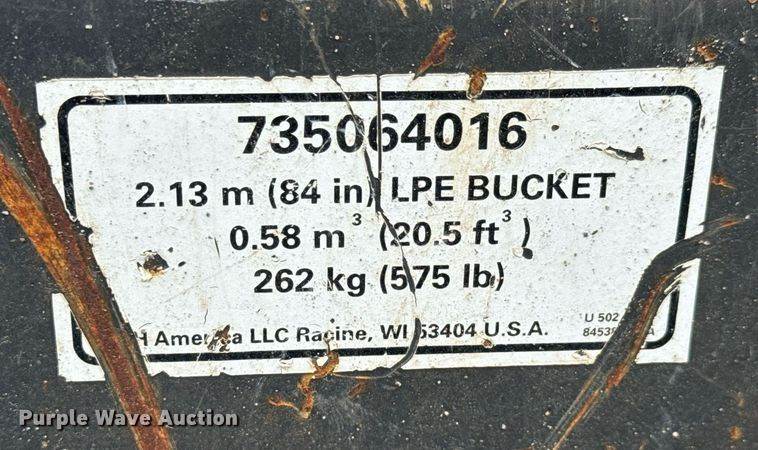 735064016
2.13 m (84 in) LPE BUCKET
0.58 m³ (20.5 ft³)
262 kg (575 lb)
America LLC Racine, WI 53404 U.S.A.
U 502
Purple Wave Auction